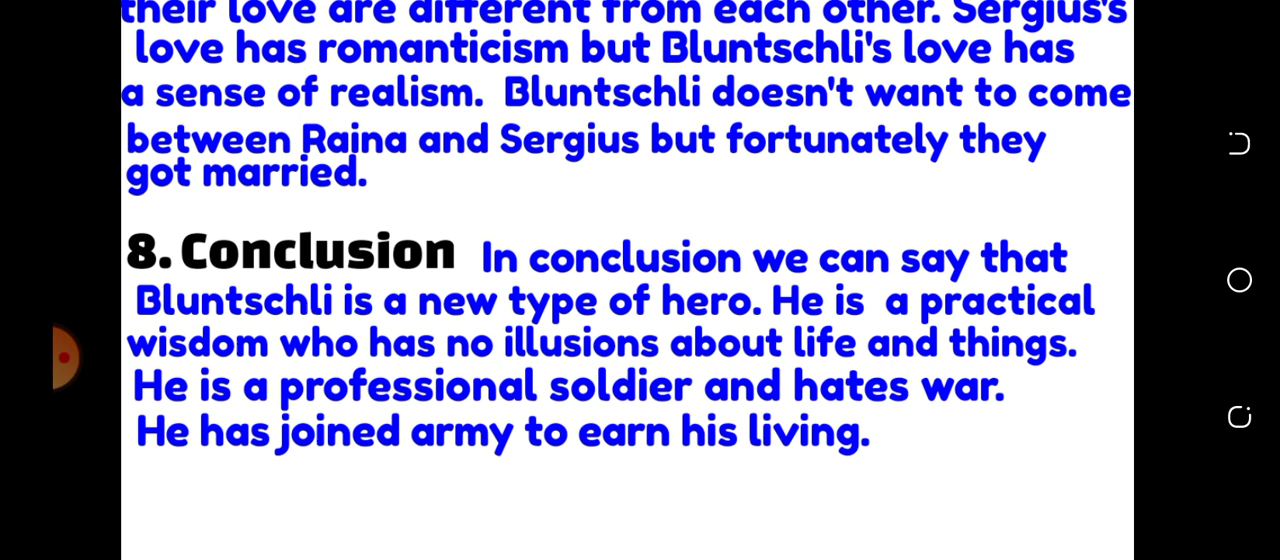 their love are different from each other. Sergius's
love has romanticism but Bluntschli's love has
a sense of realism. Bluntschli doesn't want to come
between Raina and Sergius but fortunately they
got married.
8. Conclusion In conclusion we can say that
Bluntschli is a new type of hero. He is a practical
wisdom who has no illusions about life and things.
He is a professional soldier and hates war.
He has joined army to earn his living.